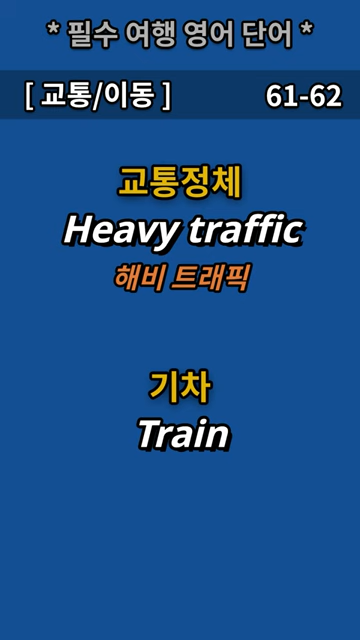 * 필수 여행 영어 단어 *
[ 교통/이동 ] 61-62
교통정체
Heavy traffic
해비 트래픽
기차
Train